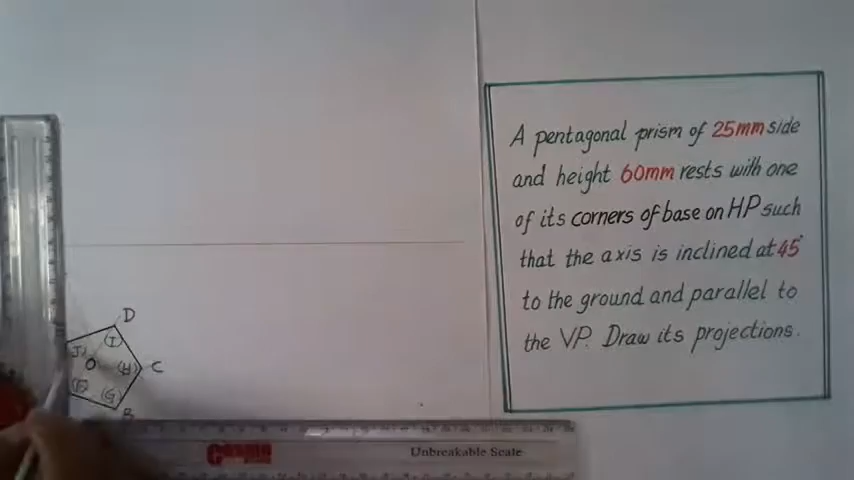 A pentagonal prism of 25mm side
and height 60mm rests with one
of its corners of base on HP such
that the axis is inclined at 45°
to the ground and parallel to
the VP. Draw its projections.
D
(I)
J)
O
(H)
C
(G)
B
Unbreakable Scale